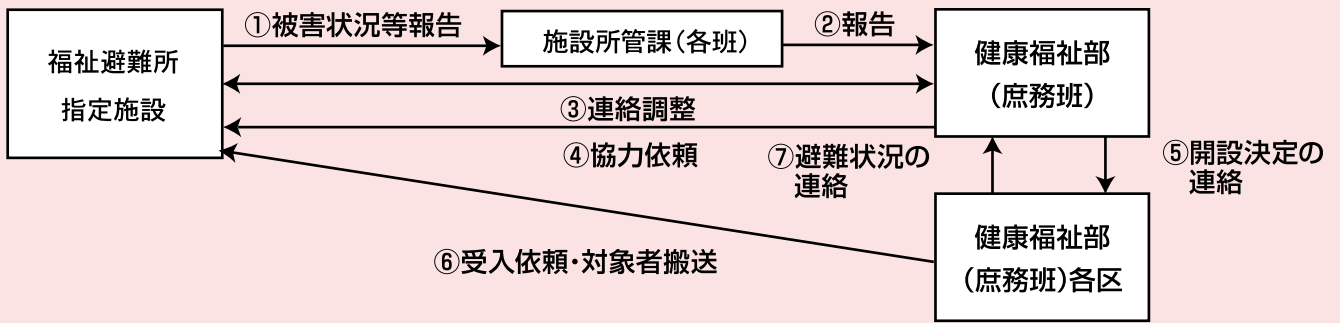 福祉避難所
指定施設
①被害状況等報告
施設所管課(各班)
②報告
健康福祉部
(庶務班)
③連絡調整
④協力依頼
⑦避難状況の
連絡
⑤開設決定の
連絡
⑥受入依頼・対象者搬送
健康福祉部
(庶務班)各区